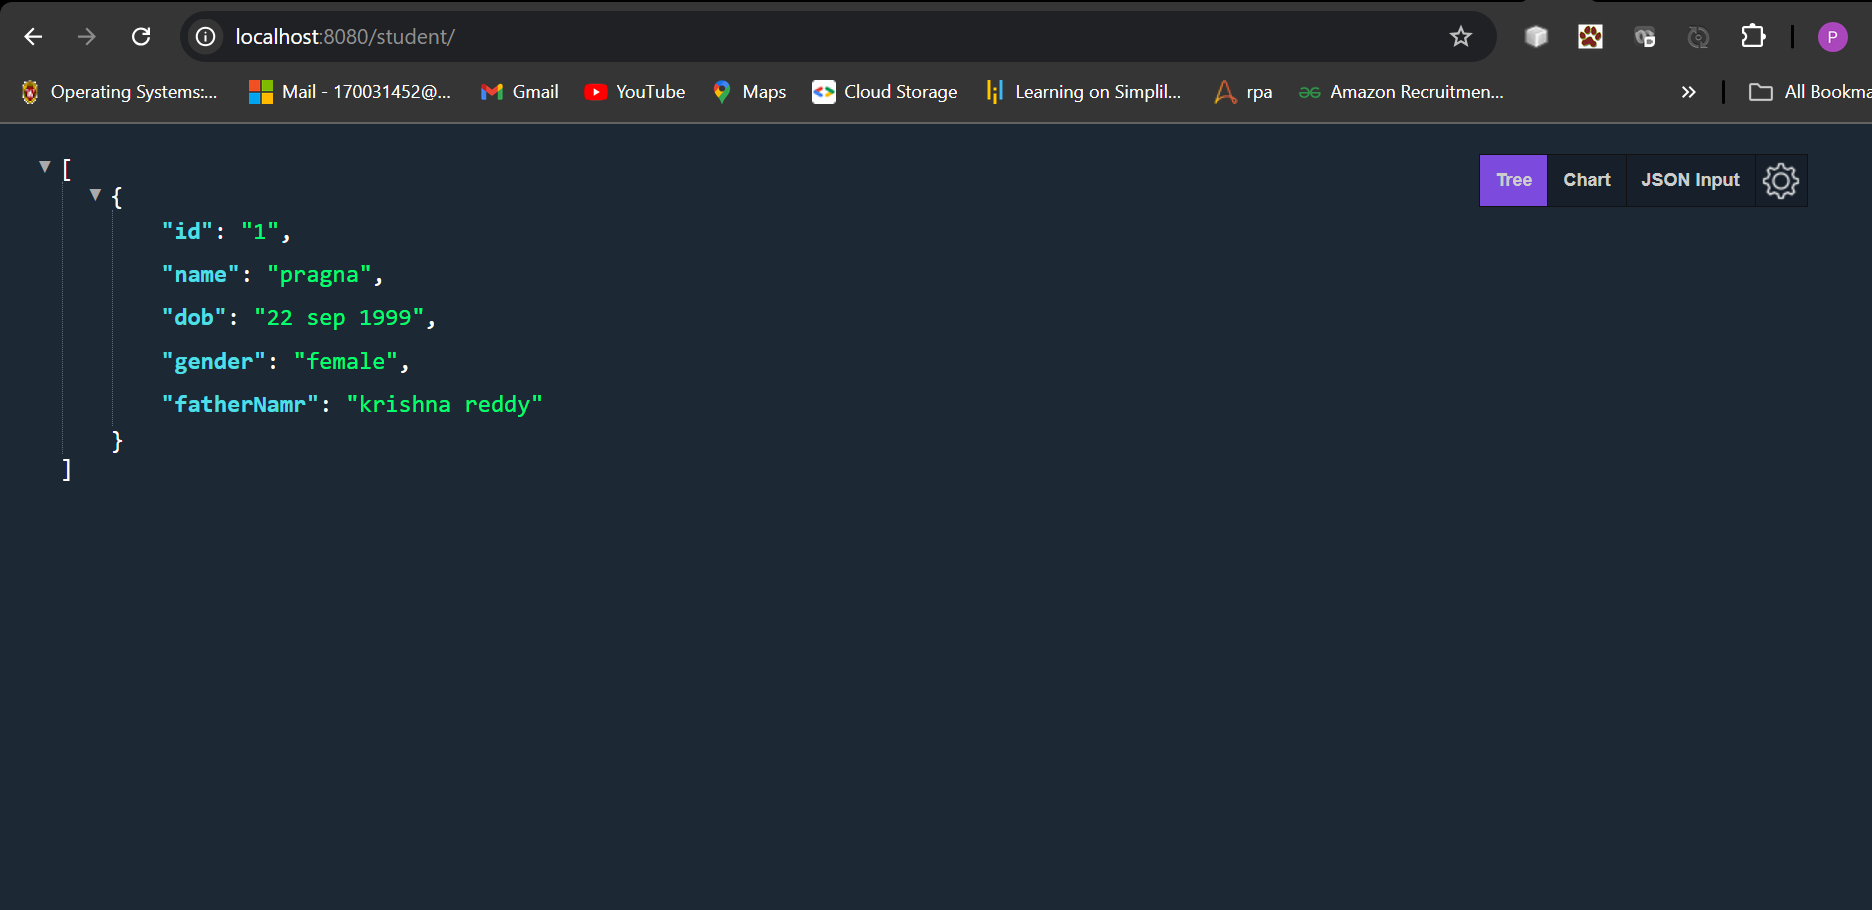 localhost:8080/student/
P
Operating Systems:... Mail - 170031452@... Gmail YouTube Maps Cloud Storage Learning on Simplil... rpa Amazon Recruitmen... » All Bookma
Tree Chart JSON Input
[
{
"id": "1",
"name": "pragna",
"dob": "22 sep 1999",
"gender": "female",
"fatherNamr": "krishna reddy"
}
]